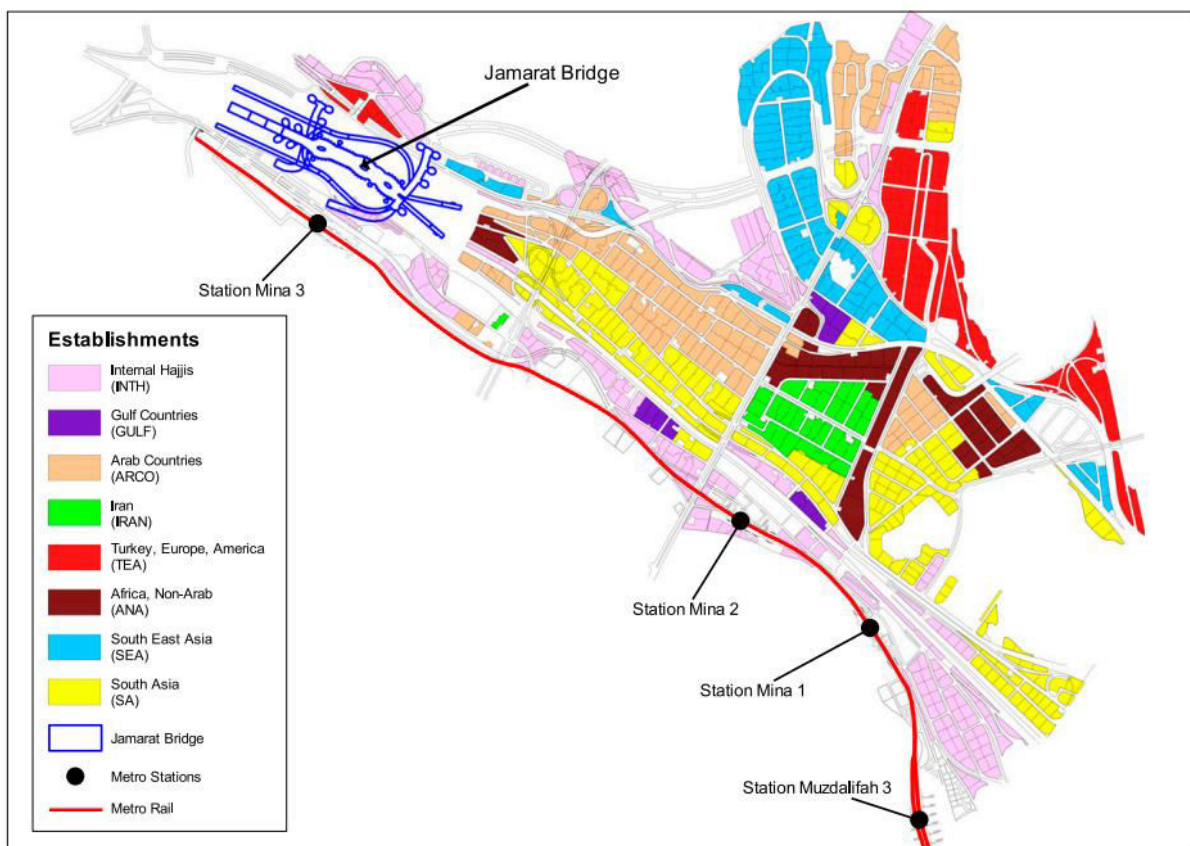 Jamarat Bridge
Station Mina 3
Establishments
Internal Hajjis
(INTH)
Gulf Countries
(GULF)
Arab Countries
(ARCO)
Iran
(IRAN)
Turkey, Europe, America
(TEA)
Africa, Non-Arab
(ANA)
South East Asia
(SEA)
South Asia
(SA)
Jamarat Bridge
Metro Stations
Metro Rail
Station Mina 2
Station Mina 1
Station Muzdalifah 3